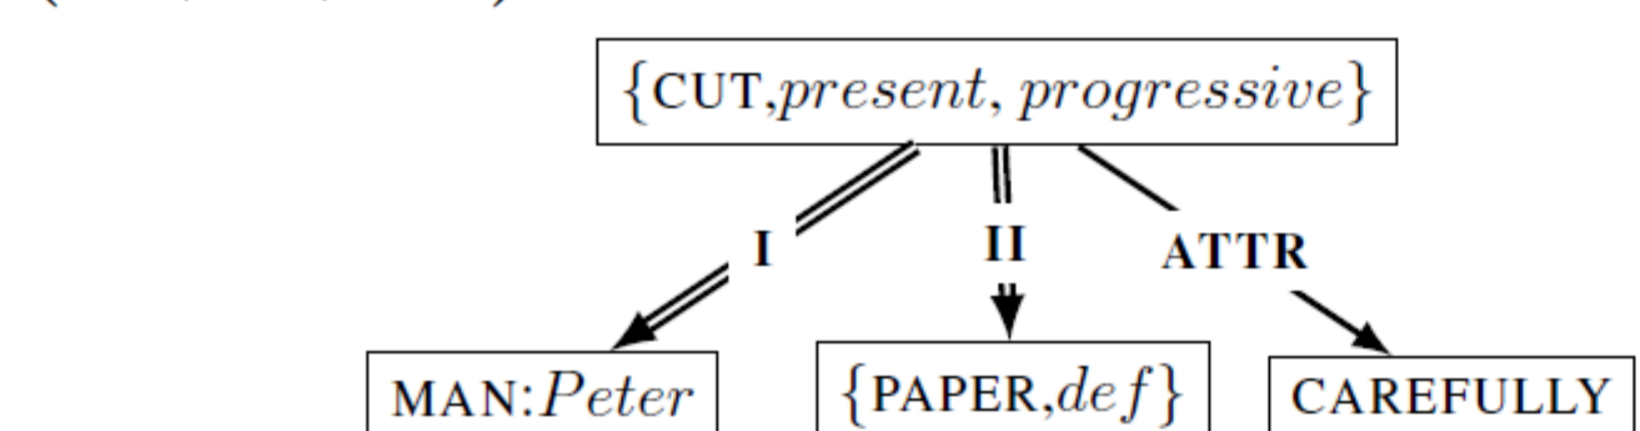 {CUT,present, progressive}
I II ATTR
MAN:Peter {PAPER,def} CAREFULLY